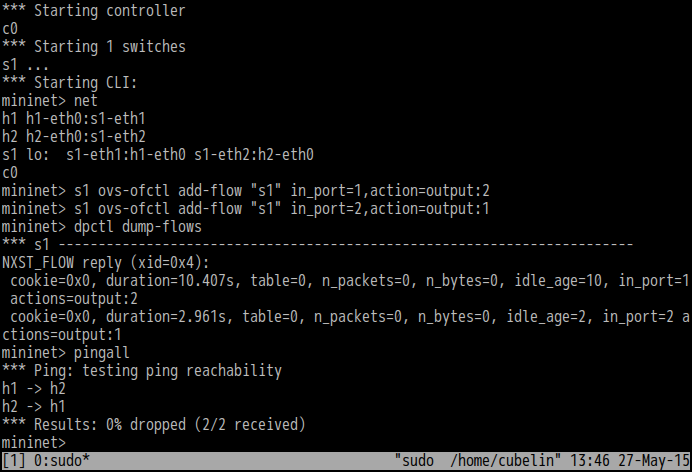 *** Starting controller
c0
*** Starting 1 switches
s1 ...
*** Starting CLI:
mininet> net
h1 h1-eth0:s1-eth1
h2 h2-eth0:s1-eth2
s1 lo:  s1-eth1:h1-eth0 s1-eth2:h2-eth0
c0
mininet> s1 ovs-ofctl add-flow "s1" in_port=1,action=output:2
mininet> s1 ovs-ofctl add-flow "s1" in_port=2,action=output:1
mininet> dpctl dump-flows
*** s1 ------------------------------------------------------------------------
NXST_FLOW reply (xid=0x4):
 cookie=0x0, duration=10.407s, table=0, n_packets=0, n_bytes=0, idle_age=10, in_port=1
 actions=output:2
 cookie=0x0, duration=2.961s, table=0, n_packets=0, n_bytes=0, idle_age=2, in_port=2 a
ctions=output:1
mininet> pingall
*** Ping: testing ping reachability
h1 -> h2
h2 -> h1
*** Results: 0% dropped (2/2 received)
mininet>
[1] 0:sudo* "sudo  /home/cubelin" 13:46 27-May-15